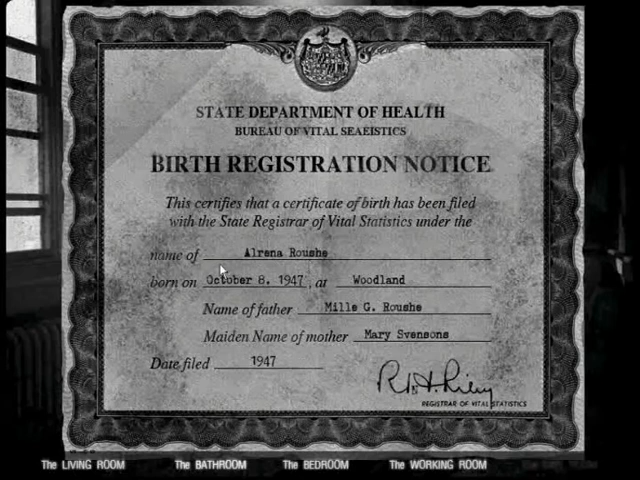 STATE DEPARTMENT OF HEALTH
BUREAU OF VITAL SEAEISTICS
BIRTH REGISTRATION NOTICE
This certifies that a certificate of birth has been filed
with the State Registrar of Vital Statistics under the
name of Alrena Roushe
born on October 8. 1947, at Woodland
Name of father Mille G. Roushe
Maiden Name of mother Mary Svensons
Date filed 1947
R. H. Riley
REGISTRAR OF VITAL STATISTICS
The LIVING ROOM The BATHROOM The BEDROOM The WORKING ROOM